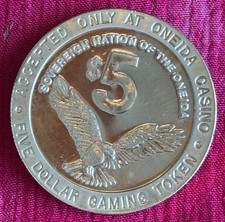 • ACCEPTED ONLY AT ONEIDA CASINO •
SOVEREIGN NATION OF THE ONEIDA
$5
FIVE DOLLAR GAMING TOKEN